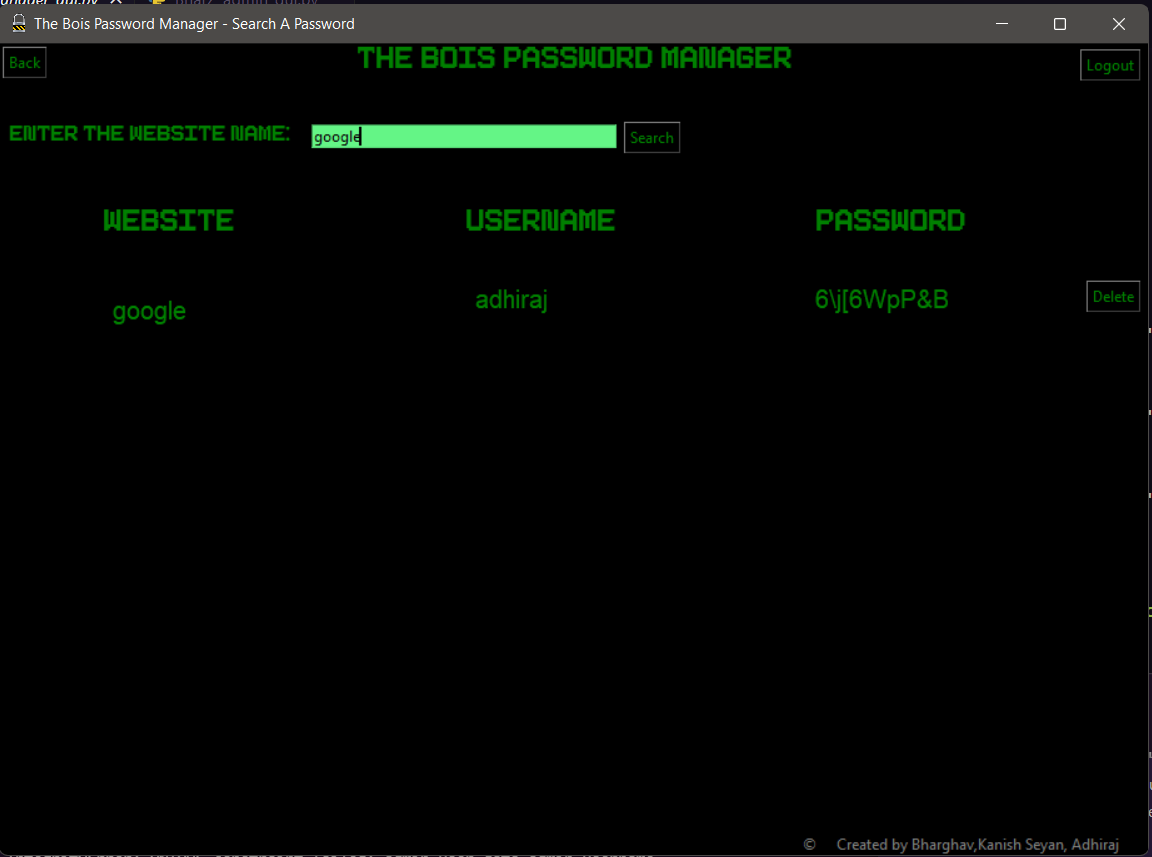 The Bois Password Manager - Search A Password
Back
THE BOIS PASSWORD MANAGER
Logout
ENTER THE WEBSITE NAME:
google
Search
WEBSITE USERNAME PASSWORD
google adhiraj 6\j[6WpP&B Delete
© Created by Bharghav,Kanish Seyan, Adhiraj